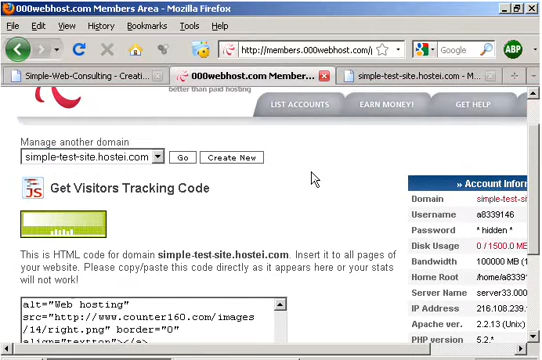 000webhost.com Members Area - Mozilla Firefox
File Edit View History Bookmarks Tools Help
http://members.000webhost.com/
Google
ABP
Simple-Web-Consulting - Creati...
000webhost.com Member...
simple-test-site.hostei.com - M...
better than paid hosting
LIST ACCOUNTS
EARN MONEY!
GET HELP
Manage another domain
simple-test-site.hostei.com
Go
Create New
JS
Get Visitors Tracking Code
This is HTML code for domain simple-test-site.hostei.com. Insert it to all pages of
your website. Please copy/paste this code directly as it appears here or your stats
will not work!
alt="Web hosting"
src="http://www.counter160.com/images
/14/right.png" border="0"
align="texttop"></a>
» Account Inform
Domain simple-test-si
Username a8339146
Password * hidden *
Disk Usage 0 / 1500.0 M
Bandwidth 100000 MB (1
Home Root /home/a8339
Server Name server33.000
IP Address 216.108.239.
Apache ver. 2.2.13 (Unix)
PHP version 5.2.*